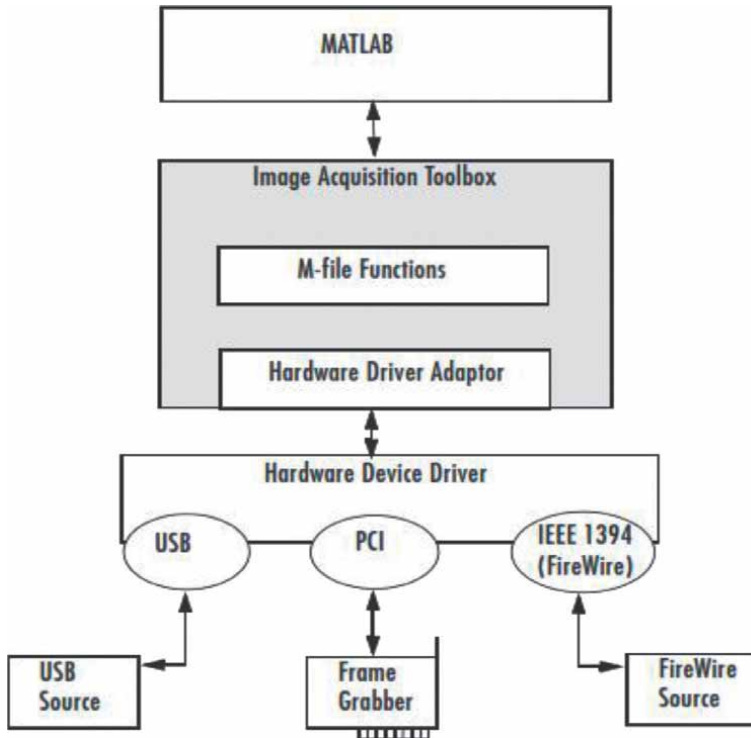 MATLAB
Image Acquisition Toolbox
M-file Functions
Hardware Driver Adaptor
Hardware Device Driver
USB
PCI
IEEE 1394
(FireWire)
USB
Source
Frame
Grabber
FireWire
Source